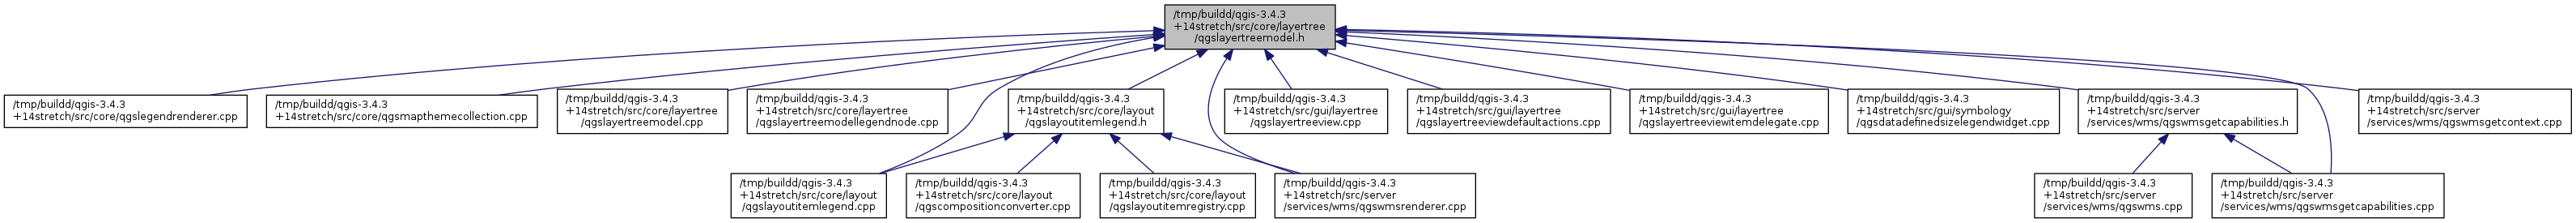 /tmp/buildd/qgis-3.4.3
+14stretch/src/core/layertree
/qgslayertreemodel.h
/tmp/buildd/qgis-3.4.3
+14stretch/src/core/qgslegendrenderer.cpp
/tmp/buildd/qgis-3.4.3
+14stretch/src/core/qgsmapthemecollection.cpp
/tmp/buildd/qgis-3.4.3
+14stretch/src/core/layertree
/qgslayertreemodel.cpp
/tmp/buildd/qgis-3.4.3
+14stretch/src/core/layertree
/qgslayertreemodellegendnode.cpp
/tmp/buildd/qgis-3.4.3
+14stretch/src/core/layout
/qgslayoutitemlegend.h
/tmp/buildd/qgis-3.4.3
+14stretch/src/gui/layertree
/qgslayertreeview.cpp
/tmp/buildd/qgis-3.4.3
+14stretch/src/gui/layertree
/qgslayertreeviewdefaultactions.cpp
/tmp/buildd/qgis-3.4.3
+14stretch/src/gui/layertree
/qgslayertreeviewitemdelegate.cpp
/tmp/buildd/qgis-3.4.3
+14stretch/src/gui/symbology
/qgsdatadefinedsizelegendwidget.cpp
/tmp/buildd/qgis-3.4.3
+14stretch/src/server
/services/wms/qgswmsgetcapabilities.h
/tmp/buildd/qgis-3.4.3
+14stretch/src/server
/services/wms/qgswmsgetcontext.cpp
/tmp/buildd/qgis-3.4.3
+14stretch/src/core/layout
/qgslayoutitemlegend.cpp
/tmp/buildd/qgis-3.4.3
+14stretch/src/core/layout
/qgscompositionconverter.cpp
/tmp/buildd/qgis-3.4.3
+14stretch/src/core/layout
/qgslayoutitemregistry.cpp
/tmp/buildd/qgis-3.4.3
+14stretch/src/server
/services/wms/qgswmsrenderer.cpp
/tmp/buildd/qgis-3.4.3
+14stretch/src/server
/services/wms/qgswms.cpp
/tmp/buildd/qgis-3.4.3
+14stretch/src/server
/services/wms/qgswmsgetcapabilities.cpp